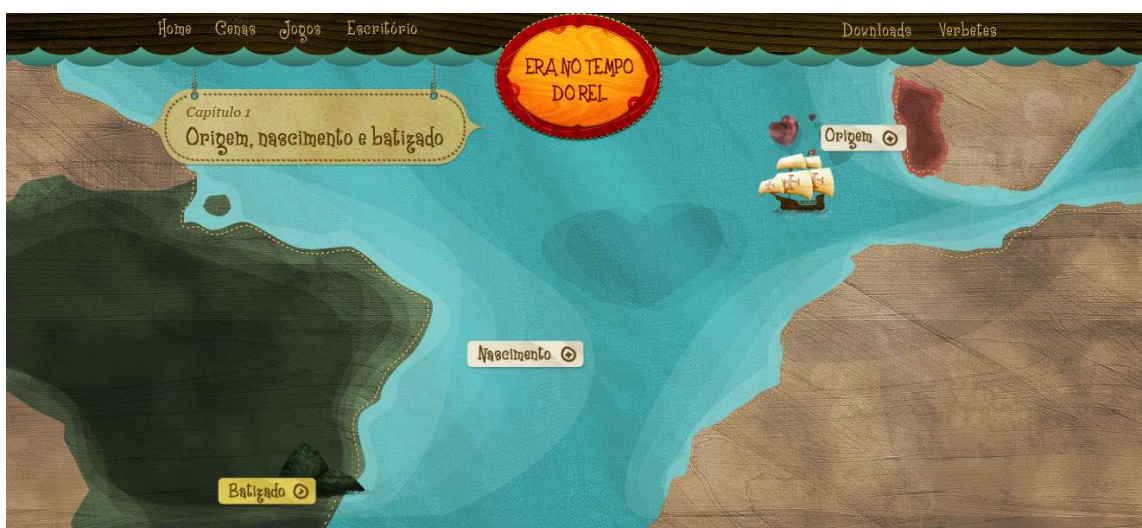 Home Cenas Jogos Escritório
ERA NO TEMPO
DO REI...
Downloads Verbetes
Capítulo 1
Origem, nascimento e batizado
Origem
Nascimento
Batizado